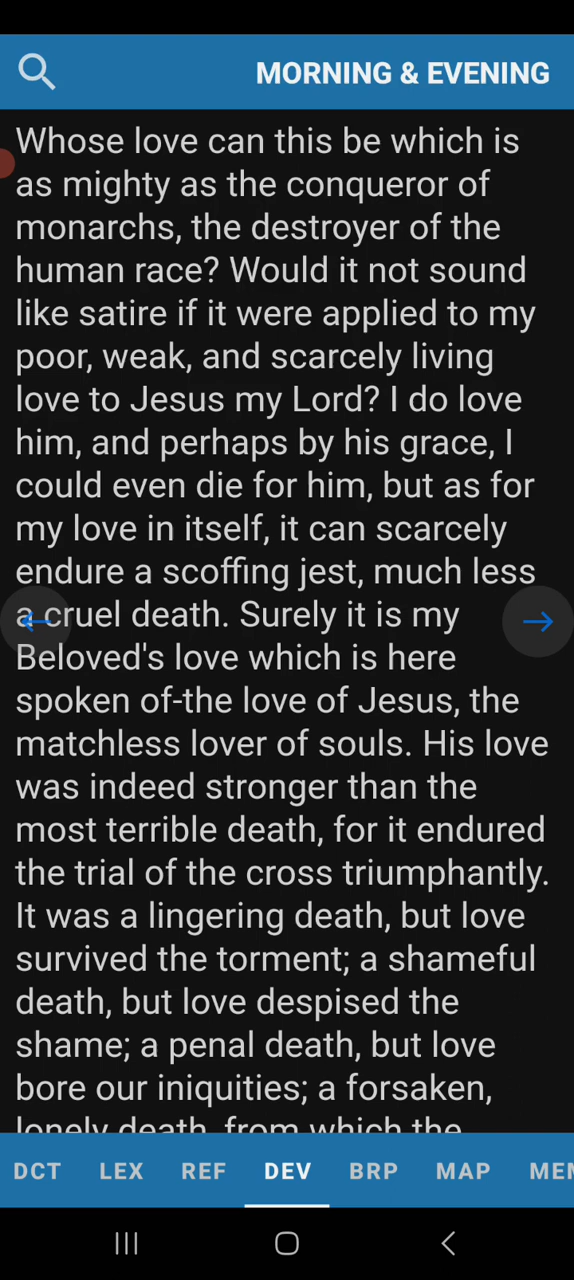 MORNING & EVENING
Whose love can this be which is
as mighty as the conqueror of
monarchs, the destroyer of the
human race? Would it not sound
like satire if it were applied to my
poor, weak, and scarcely living
love to Jesus my Lord? I do love
him, and perhaps by his grace, I
could even die for him, but as for
my love in itself, it can scarcely
endure a scoffing jest, much less
a cruel death. Surely it is my
Beloved's love which is here
spoken of-the love of Jesus, the
matchless lover of souls. His love
was indeed stronger than the
most terrible death, for it endured
the trial of the cross triumphantly.
It was a lingering death, but love
survived the torment; a shameful
death, but love despised the
shame; a penal death, but love
bore our iniquities; a forsaken,
lonely death, from which the
DCT LEX REF DEV BRP MAP